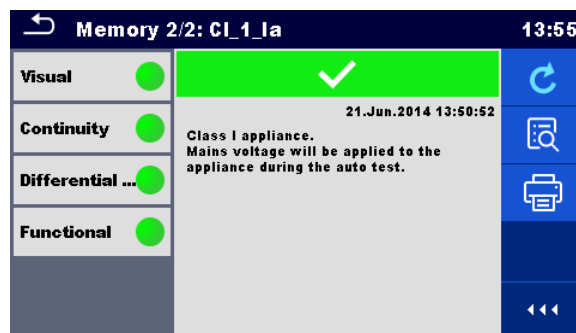 Memory 2/2: Cl_1_Ia
13:55
Visual
Continuity
Differential ...
Functional
21.Jun.2014 13:50:52
Class I appliance.
Mains voltage will be applied to the
appliance during the auto test.